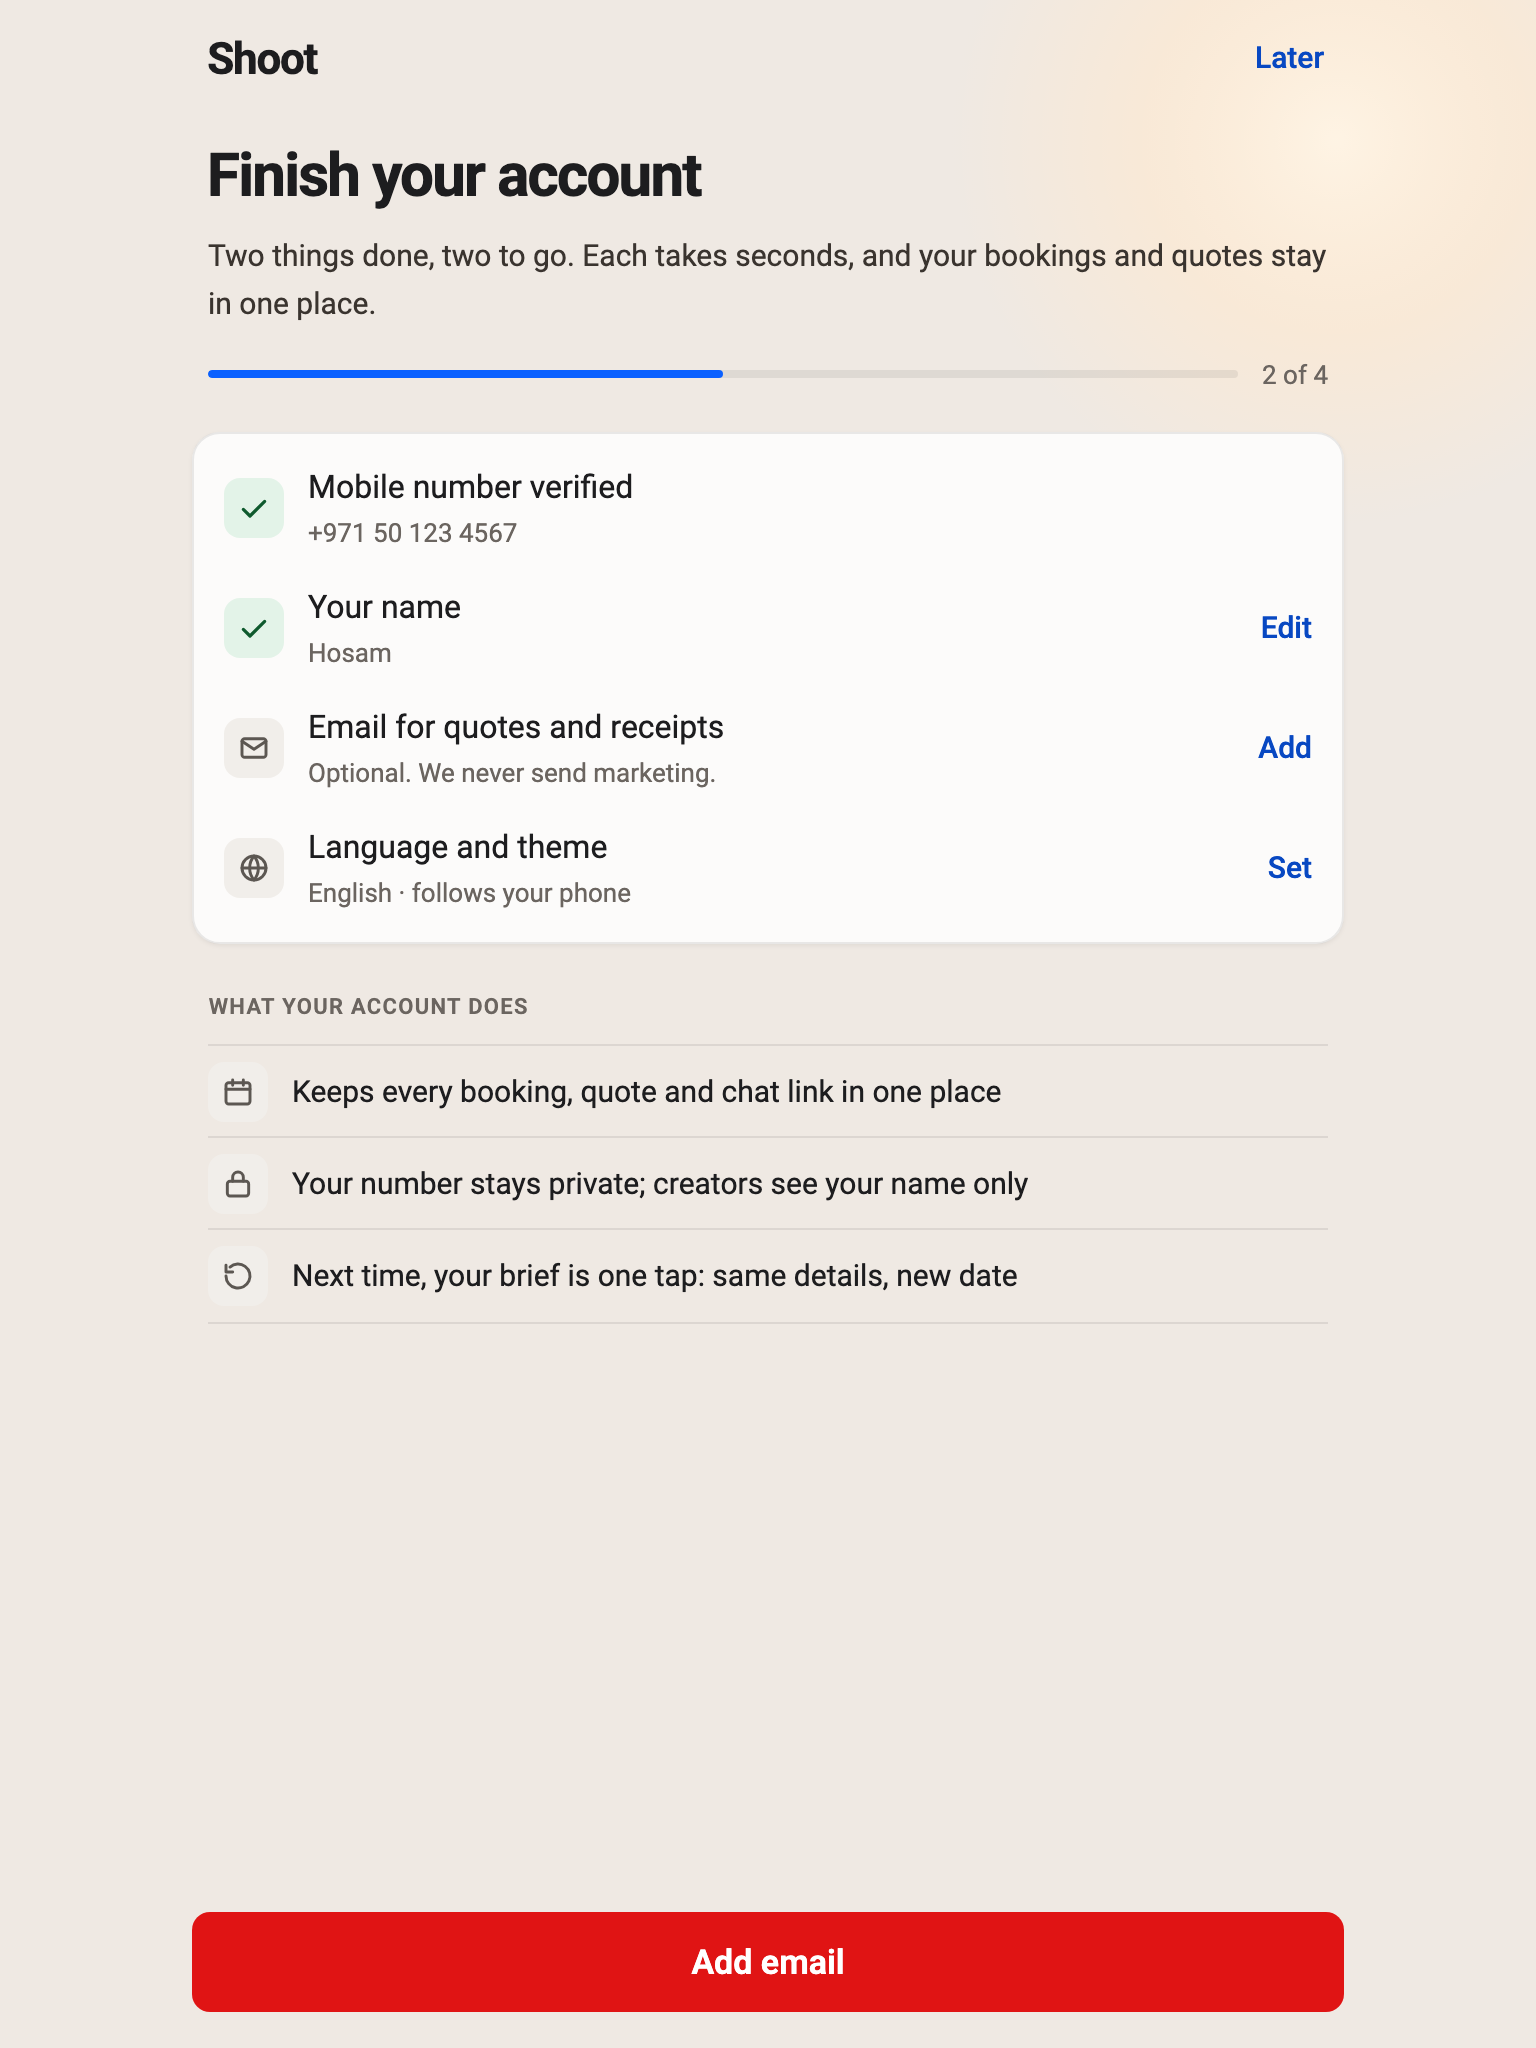 Shoot
Later
Finish your account
Two things done, two to go. Each takes seconds, and your bookings and quotes stay
in one place.
2 of 4
Mobile number verified
+971 50 123 4567
Your name
Hosam
Edit
Email for quotes and receipts
Optional. We never send marketing.
Add
Language and theme
English · follows your phone
Set
WHAT YOUR ACCOUNT DOES
Keeps every booking, quote and chat link in one place
Your number stays private; creators see your name only
Next time, your brief is one tap: same details, new date
Add email